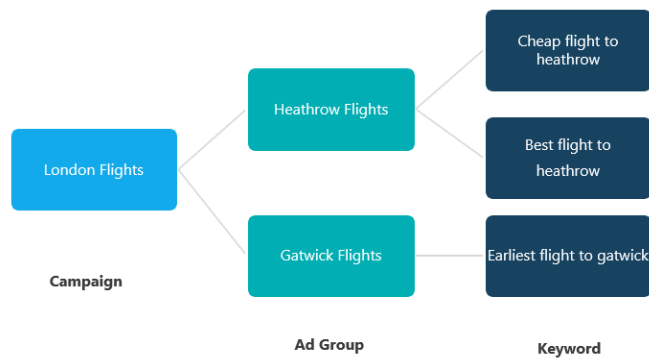 Cheap flight to
heathrow
Heathrow Flights
Best flight to
heathrow
London Flights
Gatwick Flights
Earliest flight to gatwick
Campaign
Ad Group
Keyword